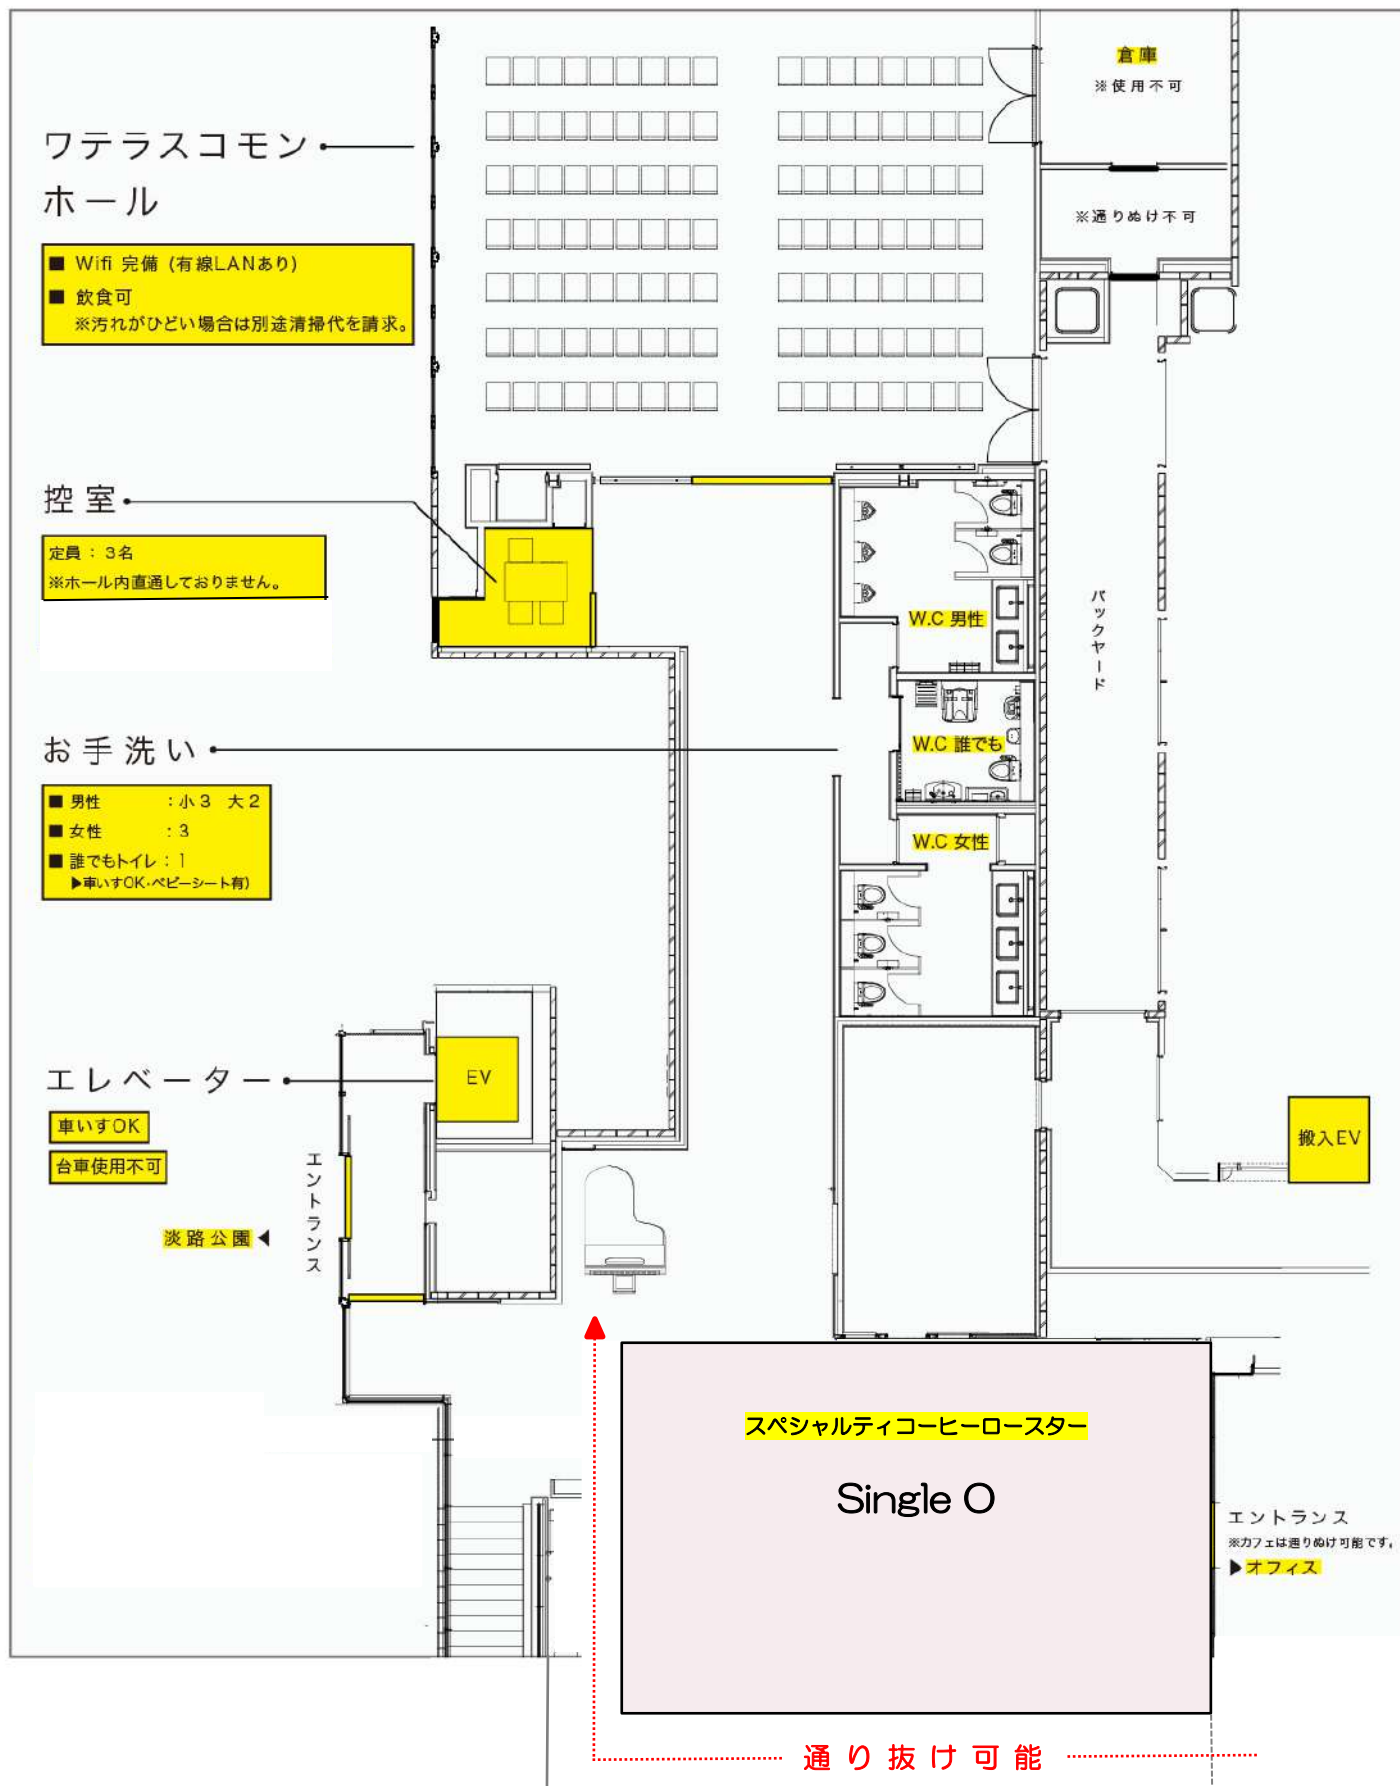 倉庫
※使用不可
ワテラスコモン
ホール
※通りぬけ不可
■ Wifi 完備 (有線LANあり)
■ 飲食可
※汚れがひどい場合は別途清掃代を請求。
控室
定員：3名
※ホール内直通しておりません。
W.C 男性
バックヤード
お手洗い
W.C 誰でも
■ 男性 ：小3 大2
■ 女性 ：3
■ 誰でもトイレ：1
▶車いすOK・ベビーシート有)
W.C 女性
エレベーター
EV
車いすOK
台車使用不可
搬入EV
エントランス
淡路公園 ◀
スペシャルティコーヒーロースター
Single O
エントランス
※カフェは通りぬけ可能です。
▶オフィス
通り抜け可能